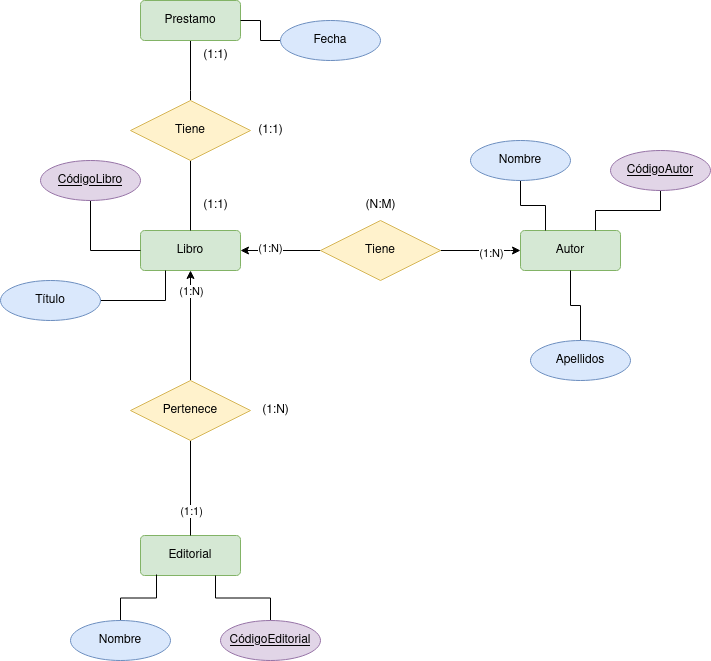 Prestamo
Fecha
(1:1)
Tiene
(1:1)
CódigoLibro
(1:1)
Nombre
CódigoAutor
(N:M)
Libro
(1:N)
Tiene
(1:N)
Autor
Título
(1:N)
Apellidos
Pertenece
(1:N)
(1:1)
Editorial
Nombre
CódigoEditorial